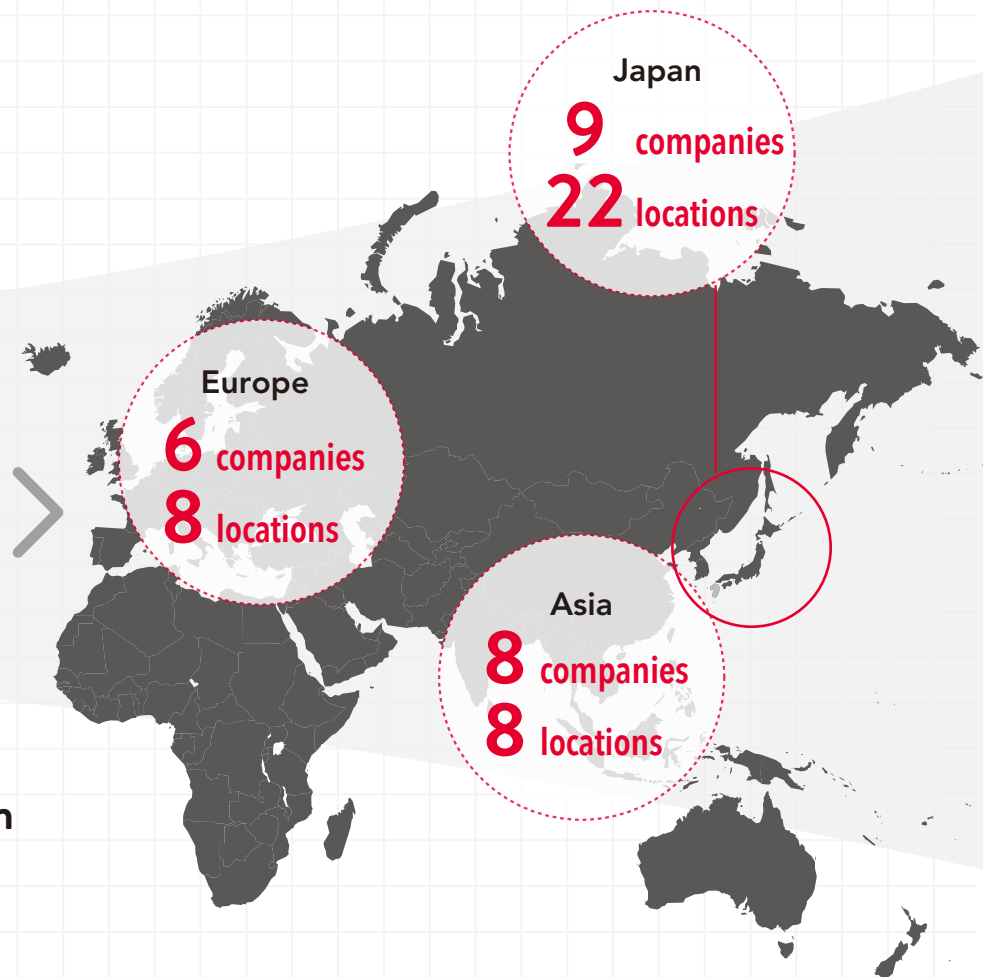 Japan
9 companies
22 locations
Europe
6 companies
8 locations
Asia
8 companies
8 locations
n